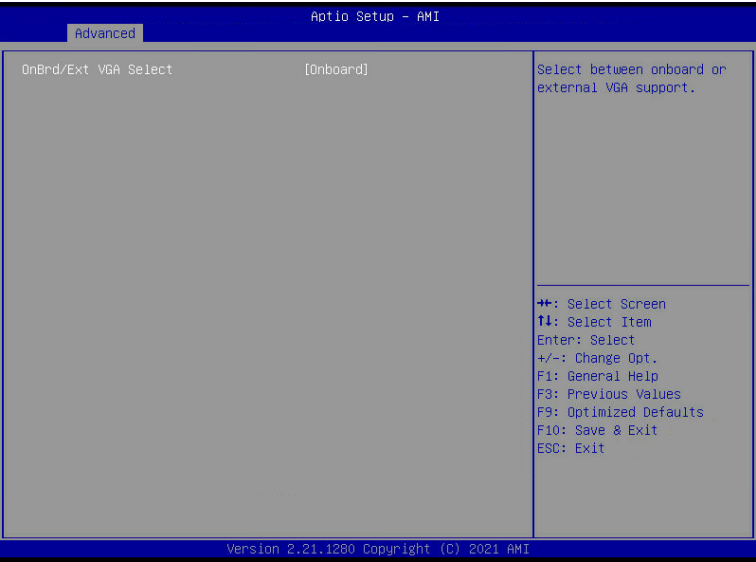 Aptio Setup – AMI
Advanced
OnBrd/Ext VGA Select [Onboard]
Select between onboard or
external VGA support.
→←: Select Screen
↑↓: Select Item
Enter: Select
+/-: Change Opt.
F1: General Help
F3: Previous Values
F9: Optimized Defaults
F10: Save & Exit
ESC: Exit
Version 2.21.1280 Copyright (C) 2021 AMI